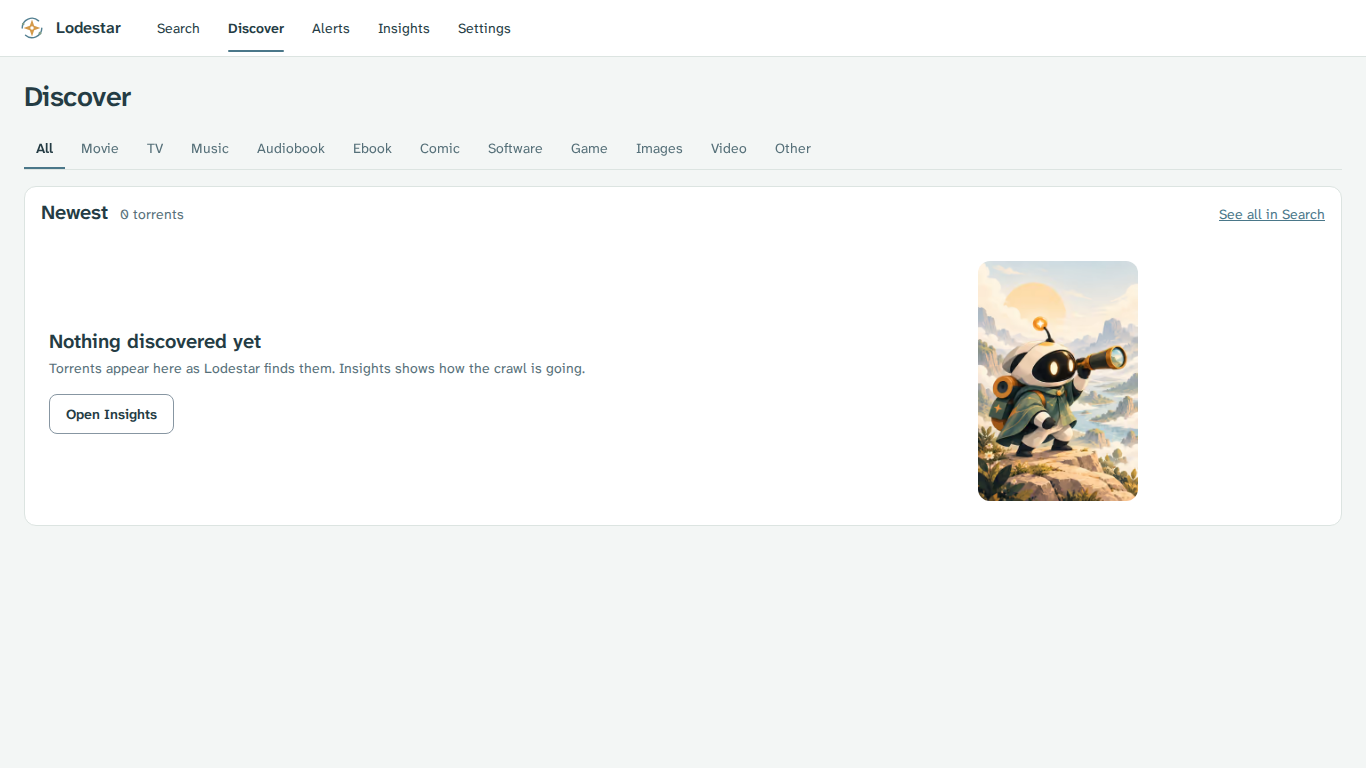 Lodestar Search Discover Alerts Insights Settings
Discover
All Movie TV Music Audiobook Ebook Comic Software Game Images Video Other
Newest 0 torrents See all in Search
Nothing discovered yet
Torrents appear here as Lodestar finds them. Insights shows how the crawl is going.
Open Insights